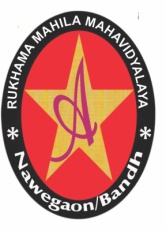 RUKHAMA MAHILA MAHAVIDYALAYA
A
* Nawegaon/Bandh *